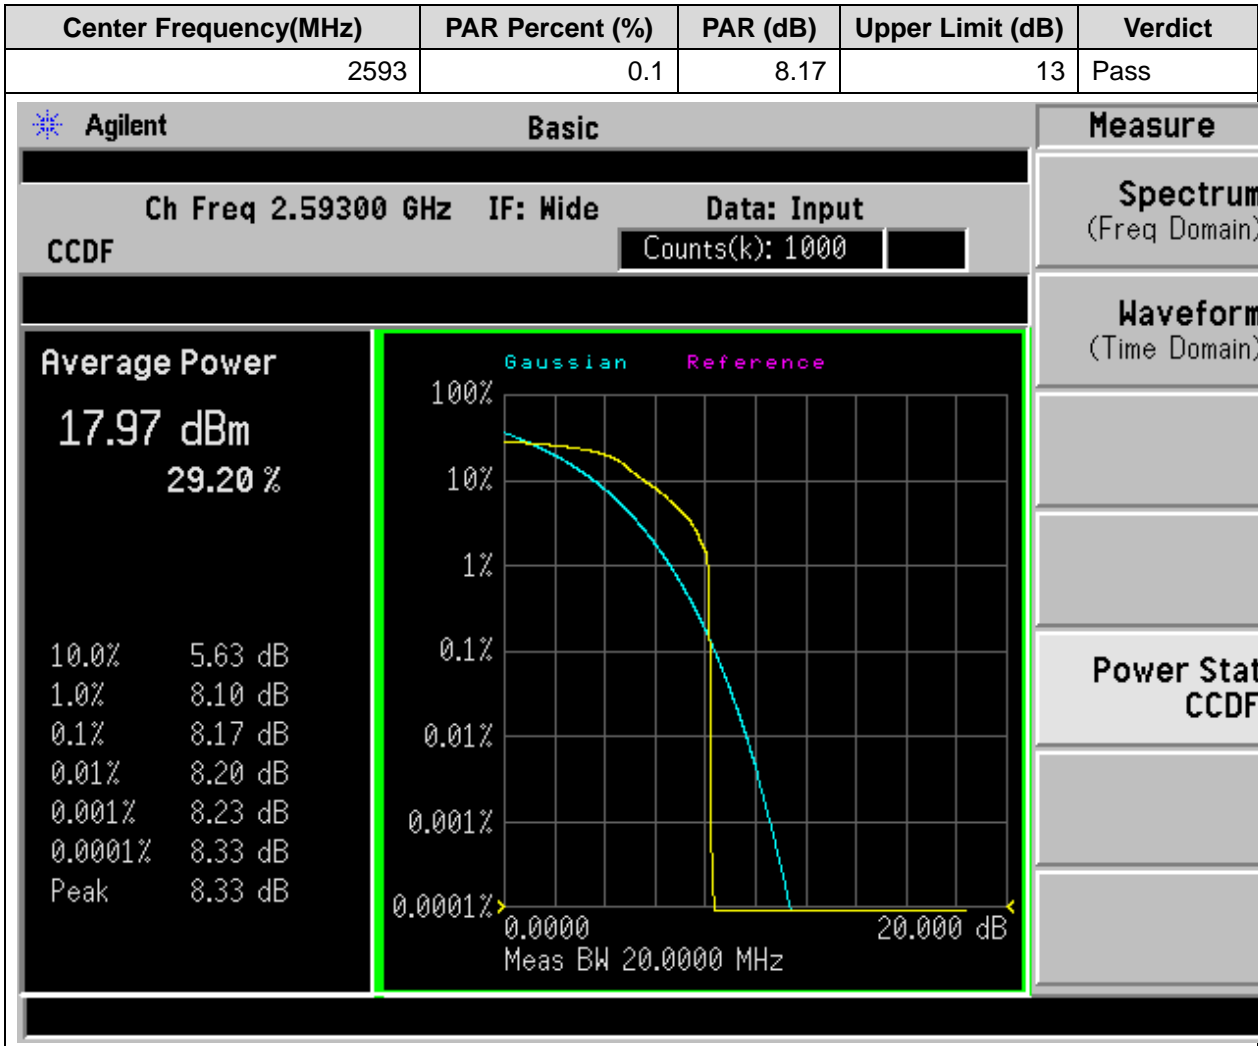 Center Frequency(MHz) PAR Percent (%) PAR (dB) Upper Limit (dB) Verdict
2593 0.1 8.17 13 Pass
Agilent Basic Measure
Ch Freq 2.59300 GHz IF: Wide Data: Input
CCDF Counts(k): 1000
Spectrum
(Freq Domain)
Waveform
(Time Domain)
Power Stat
CCDF
Average Power
17.97 dBm
29.20 %
10.0% 5.63 dB
1.0% 8.10 dB
0.1% 8.17 dB
0.01% 8.20 dB
0.001% 8.23 dB
0.0001% 8.33 dB
Peak 8.33 dB
Gaussian Reference
100%
10%
1%
0.1%
0.01%
0.001%
0.0001%
0.0000 20.000 dB
Meas BW 20.0000 MHz